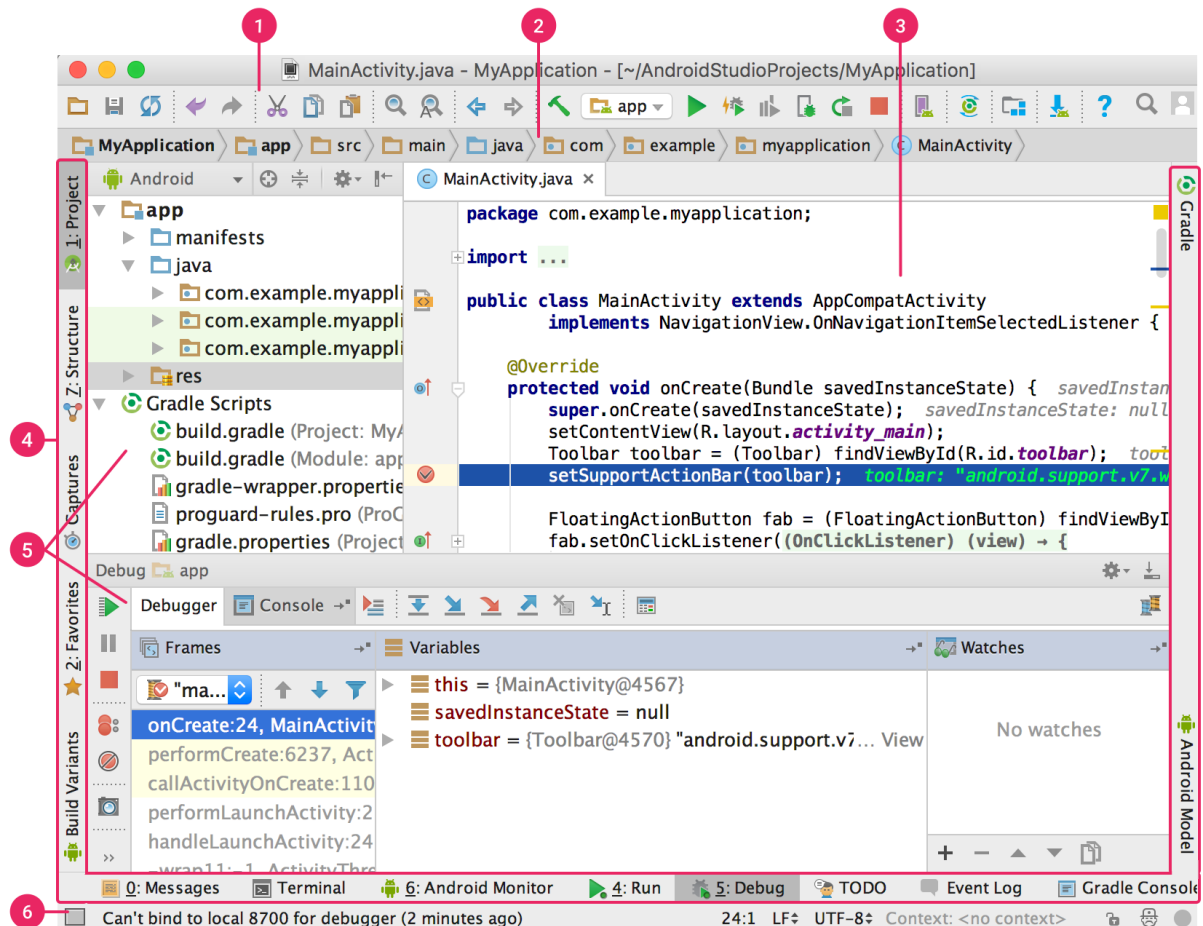 1
2
3
MainActivity.java - MyApplication - [~/AndroidStudioProjects/MyApplication]
app
?
MyApplication app src main java com example myapplication C MainActivity
1: Project
Z: Structure
Captures
2: Favorites
Build Variants
4
5
6
Android
app
manifests
java
com.example.myappli
com.example.myappli
com.example.myappli
res
Gradle Scripts
build.gradle (Project: MyA
build.gradle (Module: app
gradle-wrapper.propertie
proguard-rules.pro (ProC
gradle.properties (Project
C MainActivity.java ×
package com.example.myapplication;
import ...
public class MainActivity extends AppCompatActivity
implements NavigationView.OnNavigationItemSelectedListener {
@Override
protected void onCreate(Bundle savedInstanceState) { savedInstan
super.onCreate(savedInstanceState); savedInstanceState: null
setContentView(R.layout.activity_main);
Toolbar toolbar = (Toolbar) findViewById(R.id.toolbar); tool
setSupportActionBar(toolbar); toolbar: "android.support.v7.w
FloatingActionButton fab = (FloatingActionButton) findViewByI
fab.setOnClickListener((OnClickListener) (view) → {
Gradle
Android Model
Debug app
Debugger Console
Frames
"ma...
onCreate:24, MainActivit
performCreate:6237, Act
callActivityOnCreate:110
performLaunchActivity:2
handleLaunchActivity:24
-wrap11:-1, ActivityThre
Variables
this = {MainActivity@4567}
savedInstanceState = null
toolbar = {Toolbar@4570} "android.support.v7... View
Watches
No watches
0: Messages Terminal 6: Android Monitor 4: Run 5: Debug TODO Event Log Gradle Console
Can't bind to local 8700 for debugger (2 minutes ago) 24:1 LF UTF-8 Context: <no context>